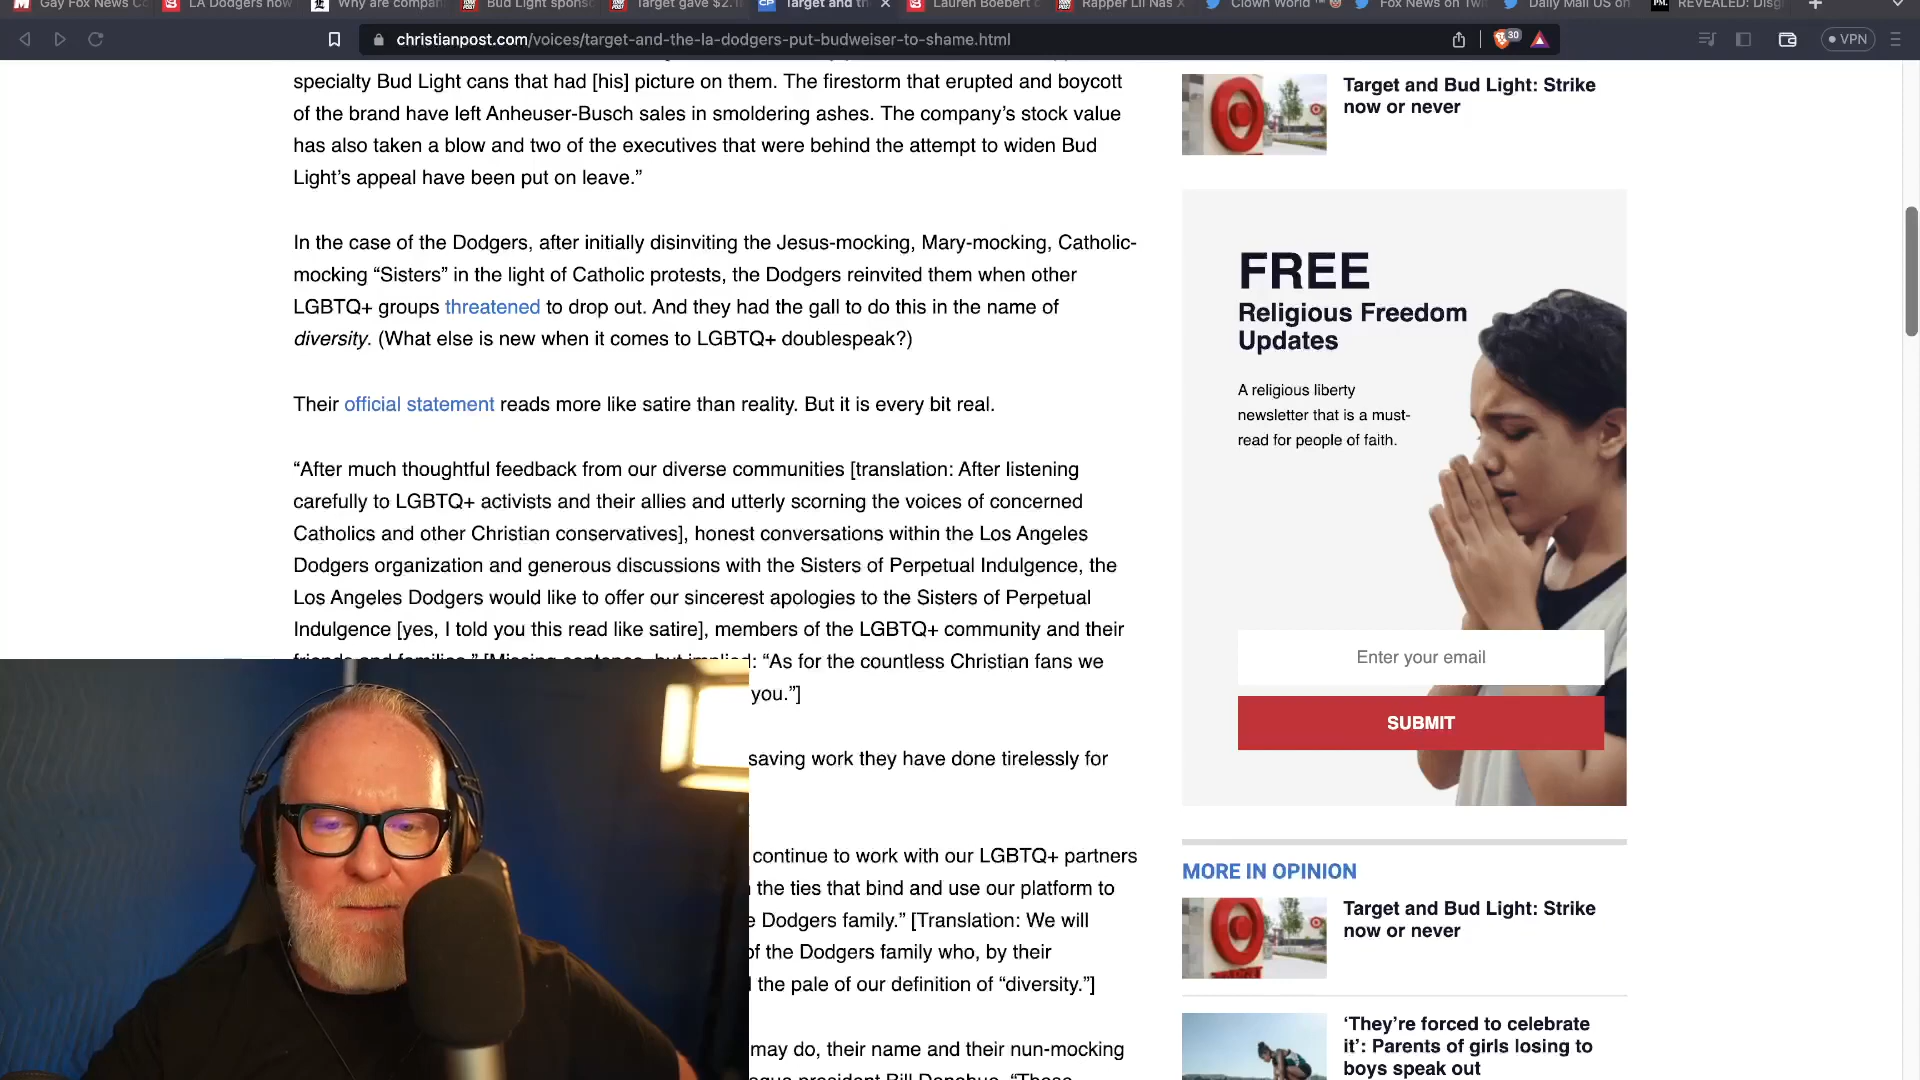 Gay Fox News Co
LA Dodgers now
Why are compan
Bud Light spons
Target gave $2.1
Target and th
Lauren Boebert c
Rapper Lil Nas X
Clown World ™
Fox News on Twi
Daily Mail US on
REVEALED: Disg
christianpost.com/voices/target-and-the-la-dodgers-put-budweiser-to-shame.html
30
VPN
specialty Bud Light cans that had [his] picture on them. The firestorm that erupted and boycott
of the brand have left Anheuser-Busch sales in smoldering ashes. The company’s stock value
has also taken a blow and two of the executives that were behind the attempt to widen Bud
Light’s appeal have been put on leave.”
In the case of the Dodgers, after initially disinviting the Jesus-mocking, Mary-mocking, Catholic-
mocking “Sisters” in the light of Catholic protests, the Dodgers reinvited them when other
LGBTQ+ groups threatened to drop out. And they had the gall to do this in the name of
diversity. (What else is new when it comes to LGBTQ+ doublespeak?)
Their official statement reads more like satire than reality. But it is every bit real.
“After much thoughtful feedback from our diverse communities [translation: After listening
carefully to LGBTQ+ activists and their allies and utterly scorning the voices of concerned
Catholics and other Christian conservatives], honest conversations within the Los Angeles
Dodgers organization and generous discussions with the Sisters of Perpetual Indulgence, the
Los Angeles Dodgers would like to offer our sincerest apologies to the Sisters of Perpetual
Indulgence [yes, I told you this read like satire], members of the LGBTQ+ community and their
friends and families.” [Missing sentence, but implied: “As for the countless Christian fans we
you.”]
saving work they have done tirelessly for
continue to work with our LGBTQ+ partners
the ties that bind and use our platform to
e Dodgers family.” [Translation: We will
of the Dodgers family who, by their
the pale of our definition of “diversity.”]
may do, their name and their nun-mocking
ague president Bill Donahue, “These
Target and Bud Light: Strike
now or never
FREE
Religious Freedom
Updates
A religious liberty
newsletter that is a must-
read for people of faith.
Enter your email
SUBMIT
MORE IN OPINION
Target and Bud Light: Strike
now or never
‘They’re forced to celebrate
it’: Parents of girls losing to
boys speak out